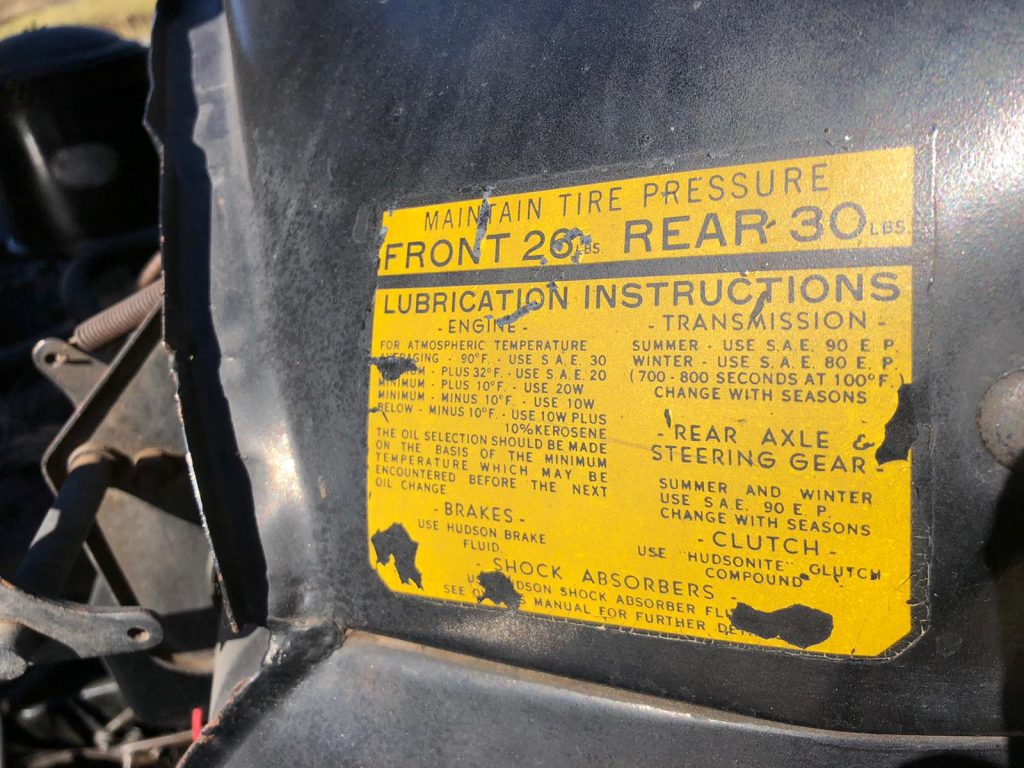 MAINTAIN TIRE PRESSURE
FRONT 26 LBS. REAR 30 LBS.
LUBRICATION INSTRUCTIONS
- ENGINE -
FOR ATMOSPHERIC TEMPERATURE
AVERAGING - 90°F. - USE S.A.E. 30
- PLUS 32°F. - USE S.A.E. 20
MINIMUM - PLUS 10°F. - USE 20W
MINIMUM - MINUS 10°F. - USE 10W
BELOW - MINUS 10°F. - USE 10W PLUS
10% KEROSENE
THE OIL SELECTION SHOULD BE MADE
ON THE BASIS OF THE MINIMUM
TEMPERATURE WHICH MAY BE
ENCOUNTERED BEFORE THE NEXT
OIL CHANGE
- BRAKES -
USE HUDSON BRAKE
FLUID.
- TRANSMISSION -
SUMMER - USE S.A.E. 90 E.P.
WINTER - USE S.A.E. 80 E.P.
(700-800 SECONDS AT 100°F.)
CHANGE WITH SEASONS
- REAR AXLE &
STEERING GEAR -
SUMMER AND WINTER
USE S.A.E. 90 E.P.
CHANGE WITH SEASONS
- CLUTCH -
USE "HUDSONITE" CLUTCH
COMPOUND
- SHOCK ABSORBERS -
SHOCK ABSORBER
SEE MANUAL FOR FURTHER